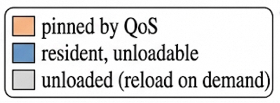 pinned by QoS
resident, unloadable
unloaded (reload on demand)